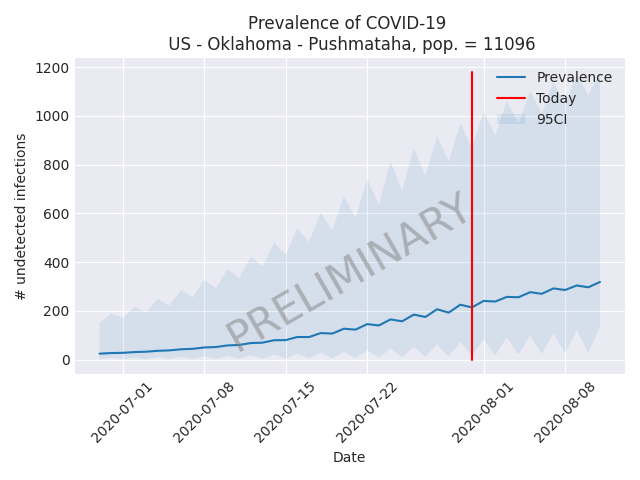 Prevalence of COVID-19
US - Oklahoma - Pushmataha, pop. = 11096
1200
1000
800
600
400
200
0
# undetected infections
Prevalence
Today
95CI
PRELIMINARY
2020-07-01
2020-07-08
2020-07-15
2020-07-22
2020-08-01
2020-08-08
Date